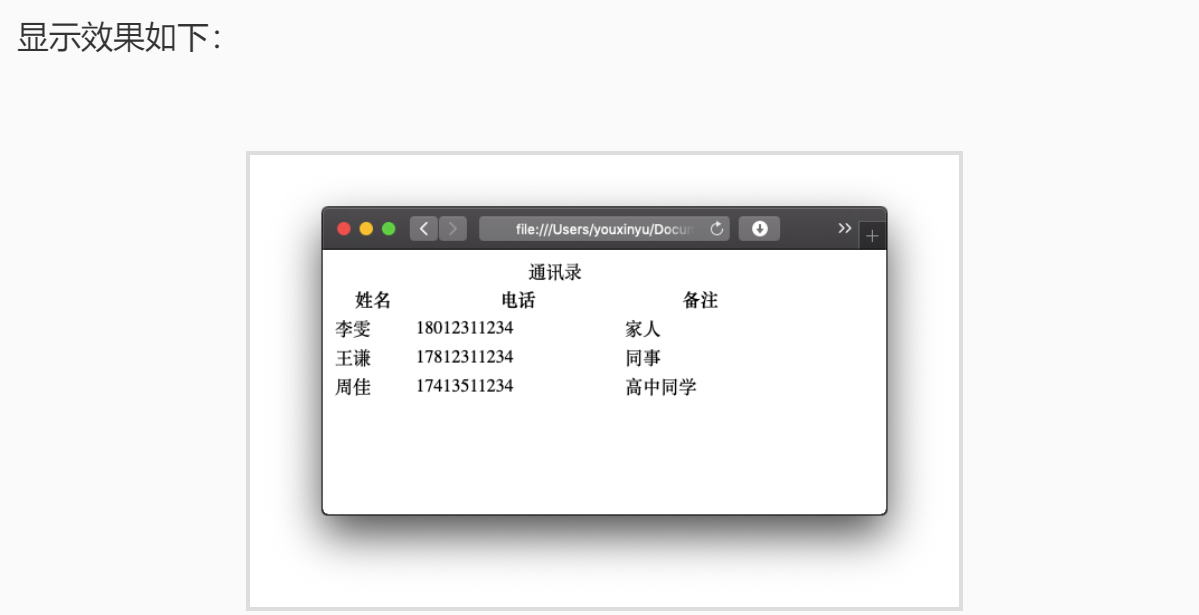 显示效果如下：
file:///Users/youxinyu/Docum
通讯录
姓名 电话 备注
李雯 18012311234 家人
王谦 17812311234 同事
周佳 17413511234 高中同学